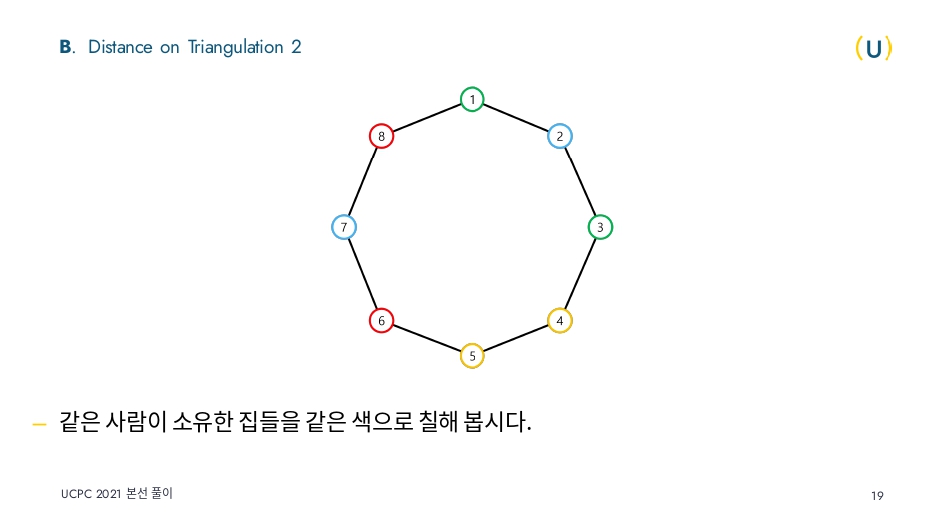 B. Distance on Triangulation 2
(U)
1
8
2
7
3
6
4
5
– 같은 사람이 소유한 집들을 같은 색으로 칠해 봅시다.
UCPC 2021 본선 풀이
19